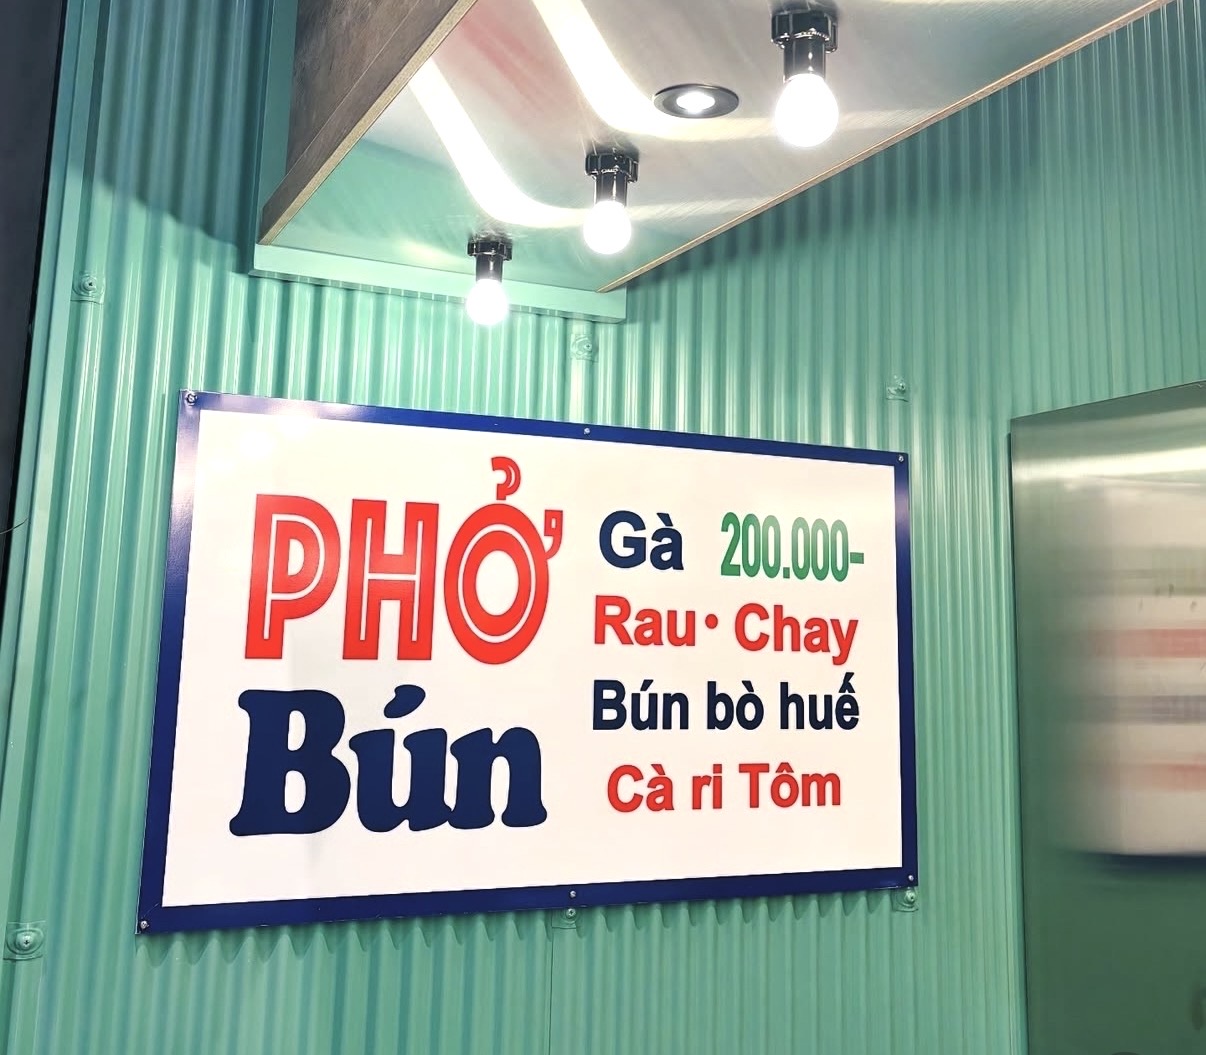 PHỞ
Bún
Gà 200.000-
Rau • Chay
Bún bò huế
Cà ri Tôm